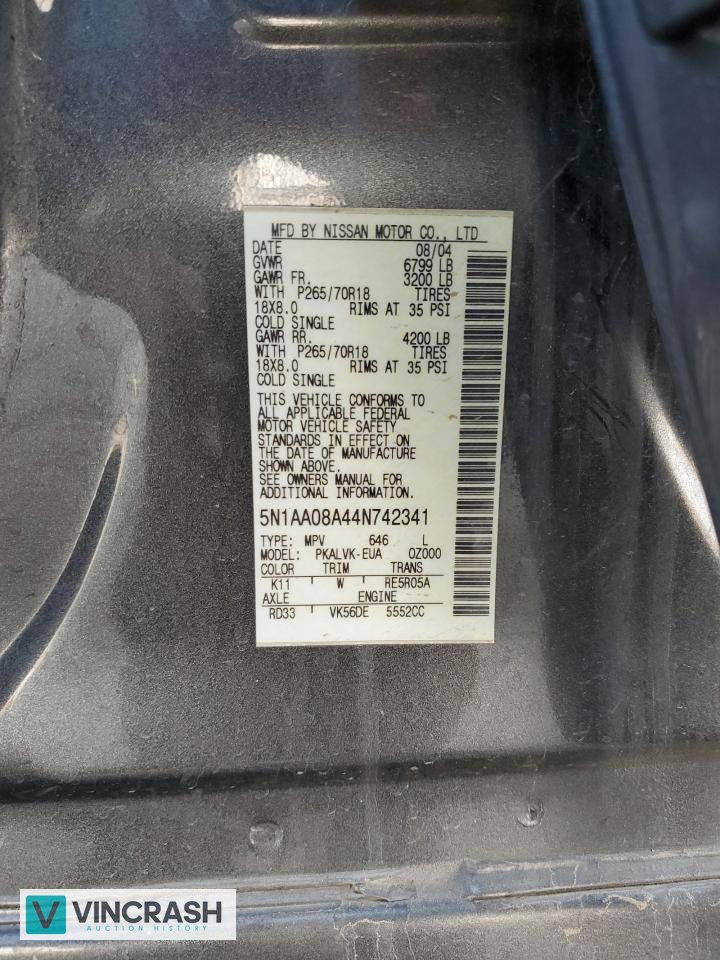 MFD BY NISSAN MOTOR CO., LTD
DATE 08/04
GVWR 6799 LB
GAWR FR. 3200 LB
WITH P265/70R18 TIRES
18X8.0 RIMS AT 35 PSI
COLD SINGLE
GAWR RR. 4200 LB
WITH P265/70R18 TIRES
18X8.0 RIMS AT 35 PSI
COLD SINGLE
THIS VEHICLE CONFORMS TO
ALL APPLICABLE FEDERAL
MOTOR VEHICLE SAFETY
STANDARDS IN EFFECT ON
THE DATE OF MANUFACTURE
SHOWN ABOVE.
SEE OWNERS MANUAL FOR
ADDITIONAL INFORMATION
5N1AA08A44N742341
TYPE: MPV 646 L
MODEL: PKALVK-EUA 0Z000
COLOR TRIM TRANS
K11 W RE5R05A
AXLE ENGINE
RD33 VK56DE 5552CC
V VINCRASH
AUCTION HISTORY